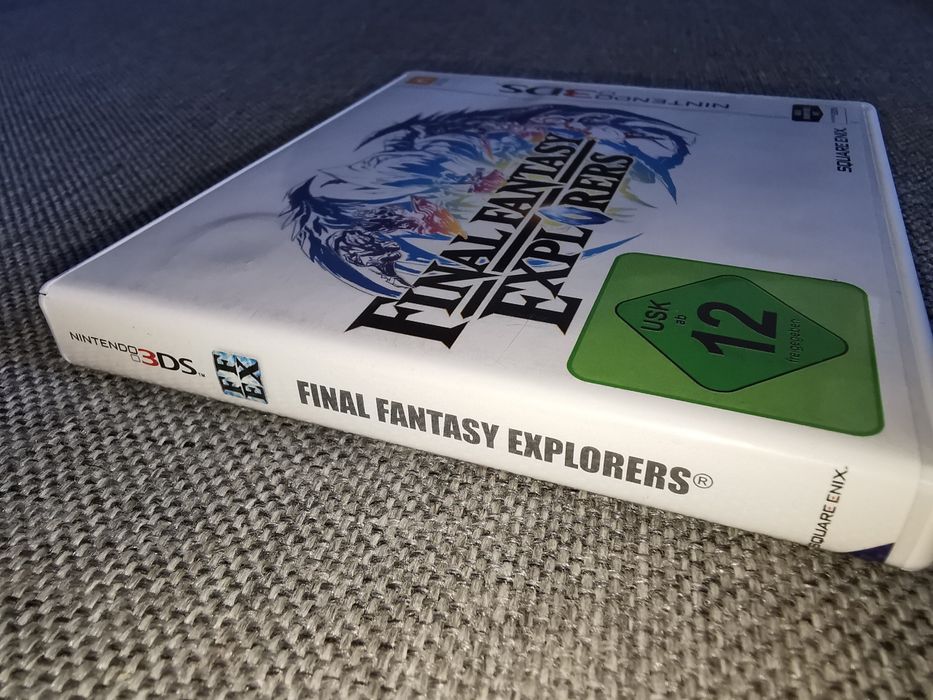 NINTENDO 3DS
SQUARE ENIX
FINAL FANTASY
EXPLORERS
USK
ab
12
freigegeben
NINTENDO 3DS™
FF
EX
FINAL FANTASY EXPLORERS®
SQUARE ENIX.